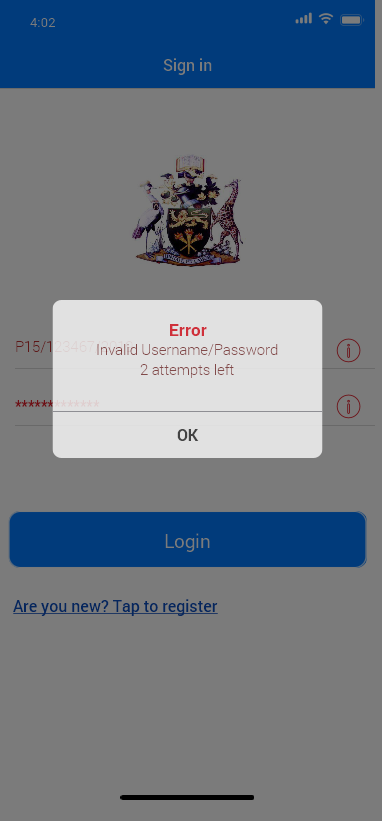 4:02
Sign in
Error
P15/123467
Invalid Username/Password
2 attempts left
*************
OK
Login
Are you new? Tap to register